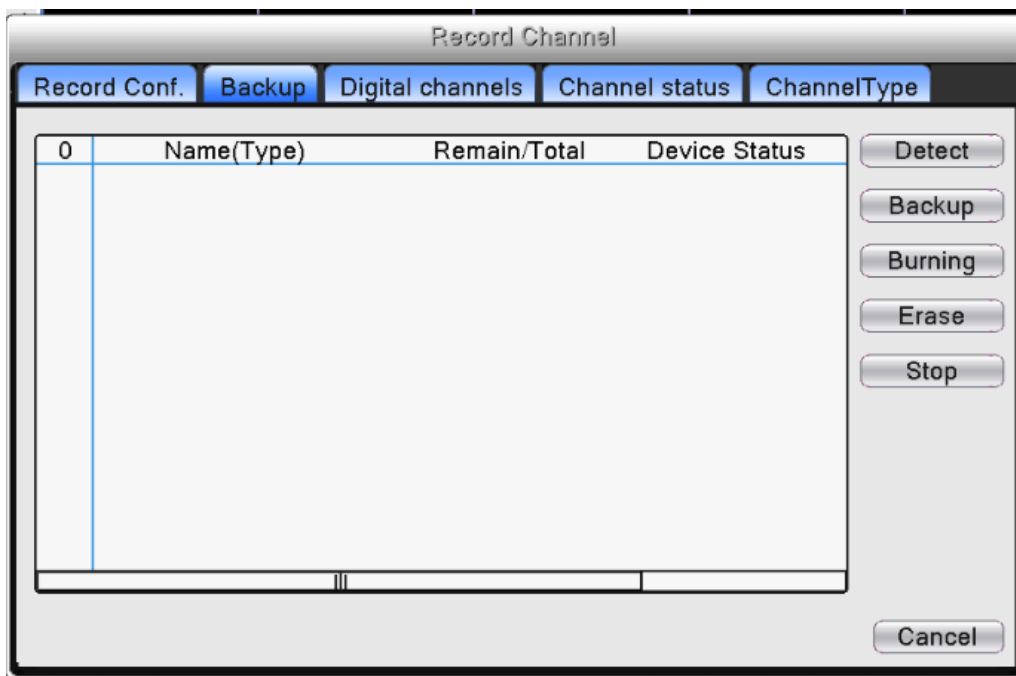 Record Channel
Record Conf. Backup Digital channels Channel status ChannelType
0 Name(Type) Remain/Total Device Status
Detect
Backup
Burning
Erase
Stop
Cancel